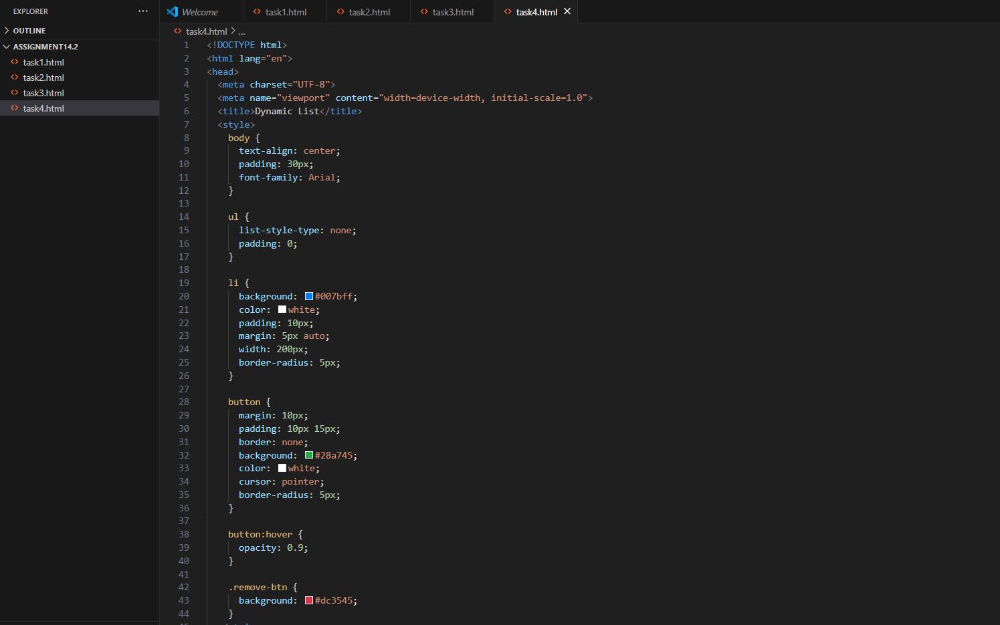 EXPLORER ···
OUTLINE
ASSIGNMENT14.2
task1.html
task2.html
task3.html
task4.html
Welcome task1.html task2.html task3.html task4.html
task4.html > ...
1 <!DOCTYPE html>
2 <html lang="en">
3 <head>
4 <meta charset="UTF-8">
5 <meta name="viewport" content="width=device-width, initial-scale=1.0">
6 <title>Dynamic List</title>
7 <style>
8 body {
9 text-align: center;
10 padding: 30px;
11 font-family: Arial;
12 }
13
14 ul {
15 list-style-type: none;
16 padding: 0;
17 }
18
19 li {
20 background: #007bff;
21 color: white;
22 padding: 10px;
23 margin: 5px auto;
24 width: 200px;
25 border-radius: 5px;
26 }
27
28 button {
29 margin: 10px;
30 padding: 10px 15px;
31 border: none;
32 background: #28a745;
33 color: white;
34 cursor: pointer;
35 border-radius: 5px;
36 }
37
38 button:hover {
39 opacity: 0.9;
40 }
41
42 .remove-btn {
43 background: #dc3545;
44 }